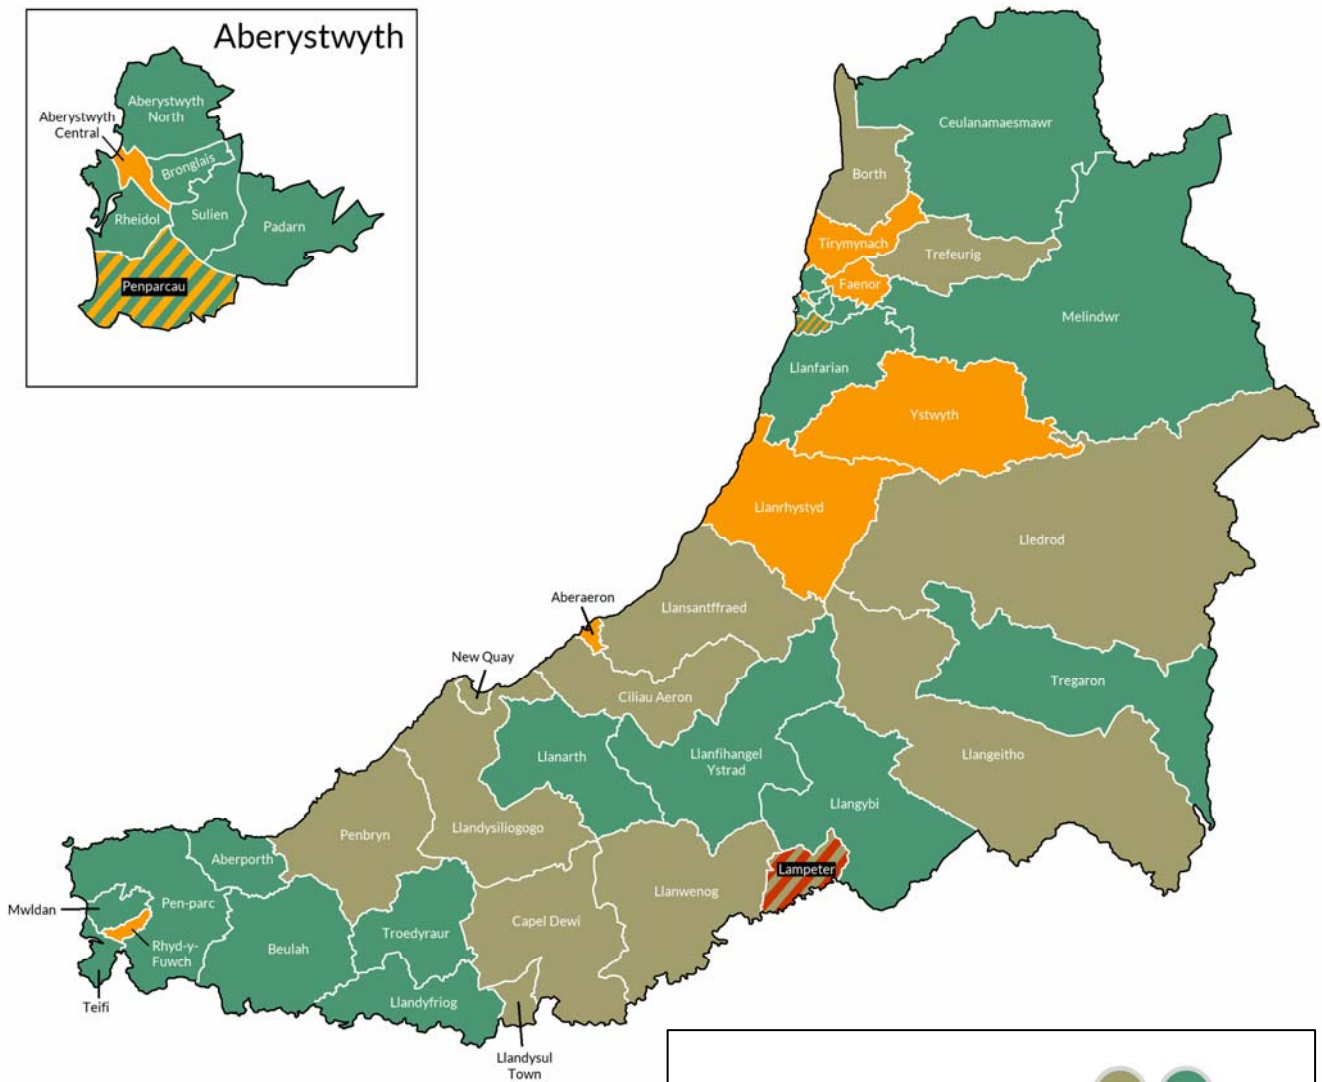 Aberystwyth
Aberystwyth
North
Aberystwyth
Central
Bronglais
Rheidol
Sulien
Padarn
Penparcau
Ceulanamaesmawr
Borth
Tirymynach
Trefeurig
Faenor
Melindwr
Llanfarian
Ystwyth
Llanrhystyd
Lledrod
Aberaeron
Llansantffraed
New Quay
Ciliau Aeron
Tregaron
Llanarth
Llanfihangel
Ystrad
Llangeitho
Llangybi
Penbryn
Llandysiliogogo
Aberporth
Lampeter
Mwldan
Pen-parc
Llanwenog
Capel Dewi
Troedyraur
Rhyd-y-
Fuwch
Beulah
Teifi
Llandyfriog
Llandysul
Town